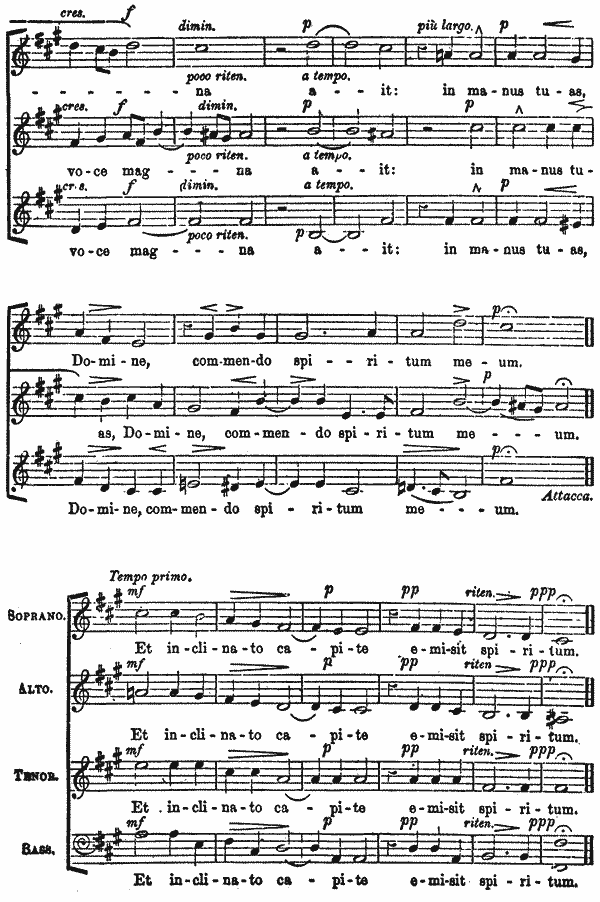 cres. f dimin. p più largo. p
poco riten. a tempo.
- - - - - na a - - it: in ma-nus tu-as,
cres. f dimin. p p
poco riten. a tempo.
vo-ce mag - - - na a - - it: in ma-nus tu-
f dimin. a tempo. p
poco riten. p
vo-ce mag - - - na a - - it: in ma-nus tu-as,
p
Do-mi-ne, com-men-do spi - - ri-tum me-um.
p
as, Do-mi-ne, com-men-do spi-ri-tum me - - - um.
p
Attacca.
Do-mi-ne, com-men-do spi - ri-tum me - - - um.
Tempo primo.
mf p pp riten. ppp
SOPRANO.
Et in-cli-na-to ca - pi-te e-mi-sit spi-ri-tum.
mf p pp riten ppp
ALTO.
Et in-cli-na-to ca - pi-te e-mi-sit spi-ri-tum.
mf p pp riten. ppp
TENOR.
Et in-cli-na-to ca - pi-te e-mi-sit spi-ri-tum.
mf p pp riten. ppp
BASS.
Et in-cli-na-to ca - pi-te e-mi-sit spi-ri-tum.